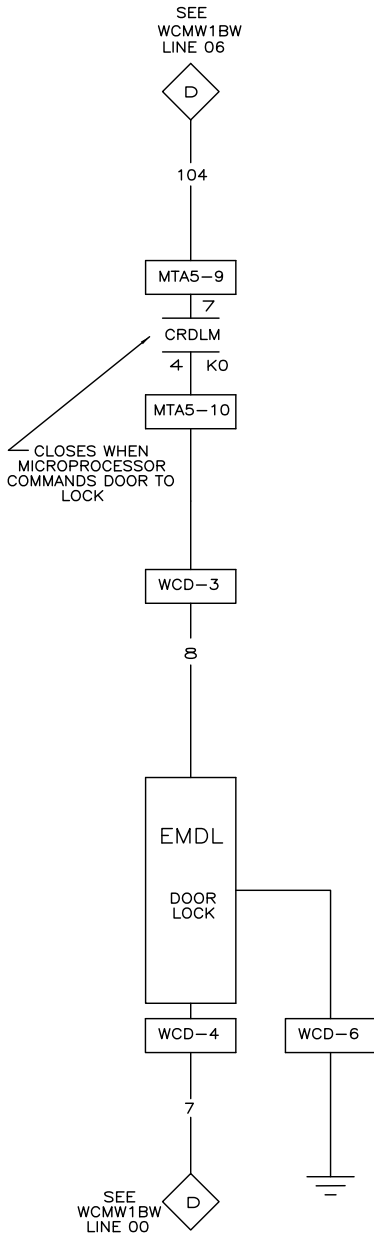 SEE
WCMW1BW
LINE 06
D
104
MTA5-9
7
CRDLM
4 K0
MTA5-10
CLOSES WHEN
MICROPROCESSOR
COMMANDS DOOR TO
LOCK
WCD-3
8
EMDL
DOOR
LOCK
WCD-4
WCD-6
7
D
SEE
WCMW1BW
LINE 00